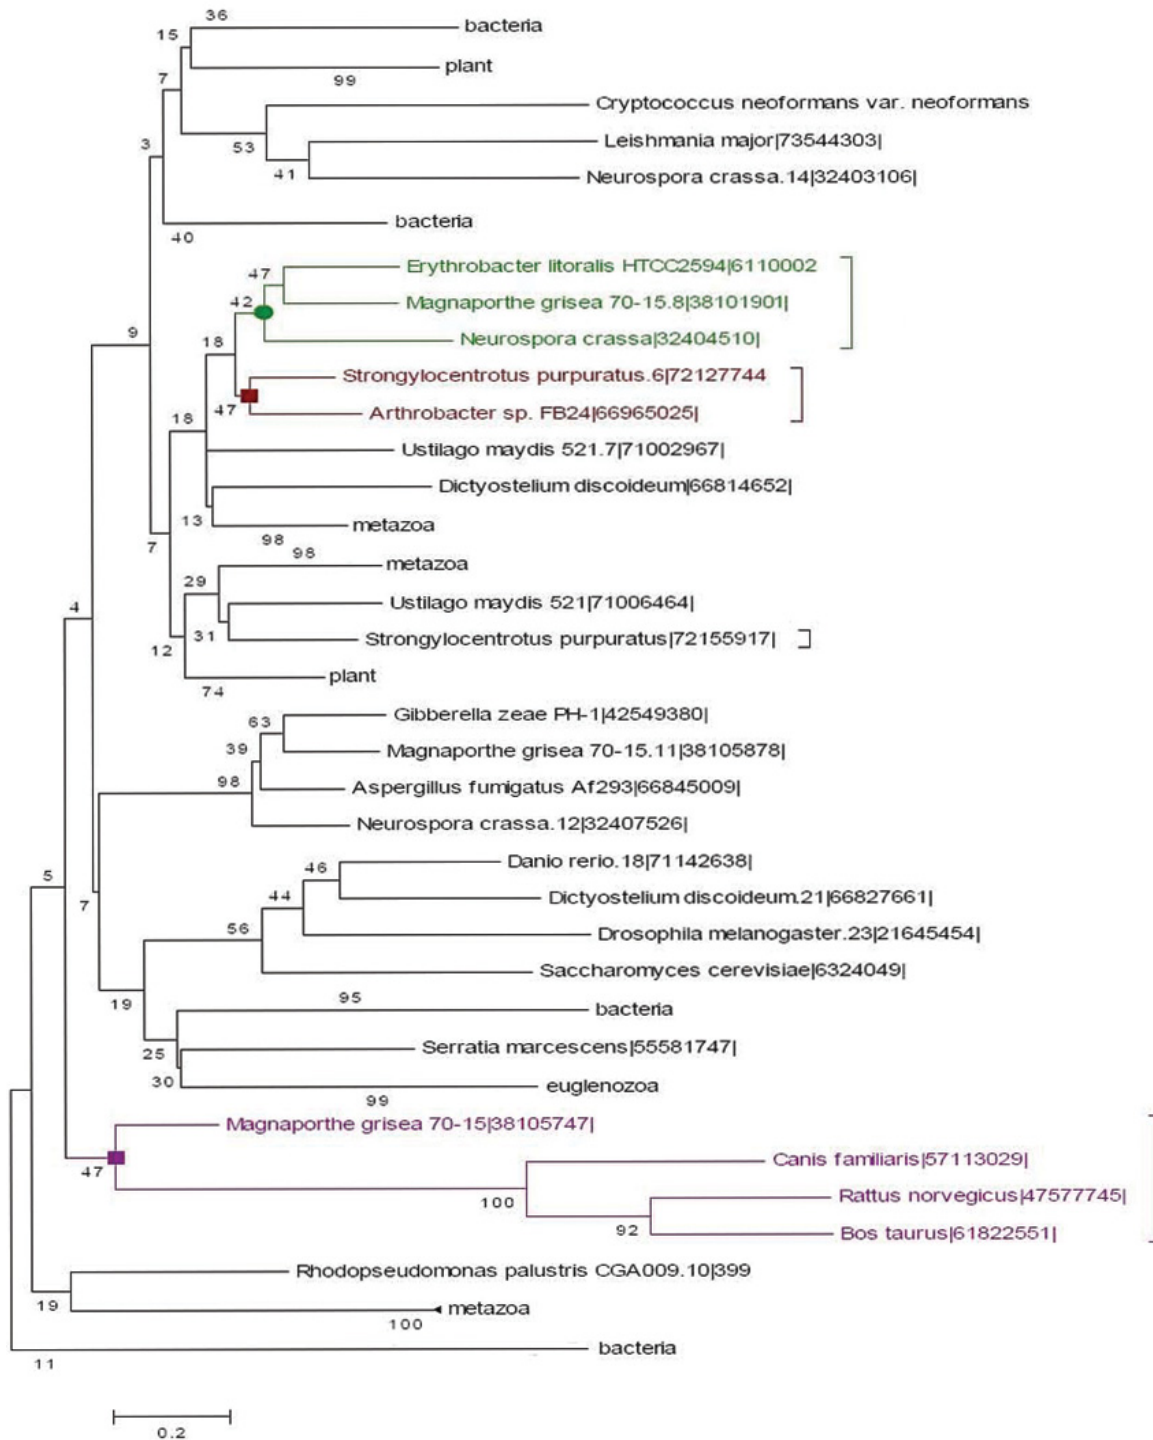 36
bacteria
15
plant
99
7
Cryptococcus neoformans var. neoformans
3
53
Leishmania major|73544303|
41
Neurospora crassa.14|32403106|
bacteria
40
Erythrobacter litoralis HTCC2594|6110002
47
42
Magnaporthe grisea 70-15.8|38101901|
9
18
Neurospora crassa|32404510|
Strongylocentrotus purpuratus.6|72127744
47
Arthrobacter sp. FB24|66965025|
18
Ustilago maydis 521.7|71002967|
Dictyostelium discoideum|66814652|
13
metazoa
98
7
98
metazoa
29
4
Ustilago maydis 521|71006464|
31
Strongylocentrotus purpuratus|72155917|
12
plant
74
Gibberella zeae PH-1|42549380|
63
39
Magnaporthe grisea 70-15.11|38105878|
98
Aspergillus fumigatus Af293|66845009|
Neurospora crassa.12|32407526|
46
Danio rerio.18|71142638|
5
44
Dictyostelium discoideum.21|66827661|
7
56
Drosophila melanogaster.23|21645454|
Saccharomyces cerevisiae|6324049|
19
95
bacteria
25
Serratia marcescens|55581747|
30
euglenozoa
99
Magnaporthe grisea 70-15|38105747|
47
Canis familiaris|57113029|
100
Rattus norvegicus|47577745|
92
Bos taurus|61822551|
Rhodopseudomonas palustris CGA009.10|399
19
metazoa
100
bacteria
11
0.2